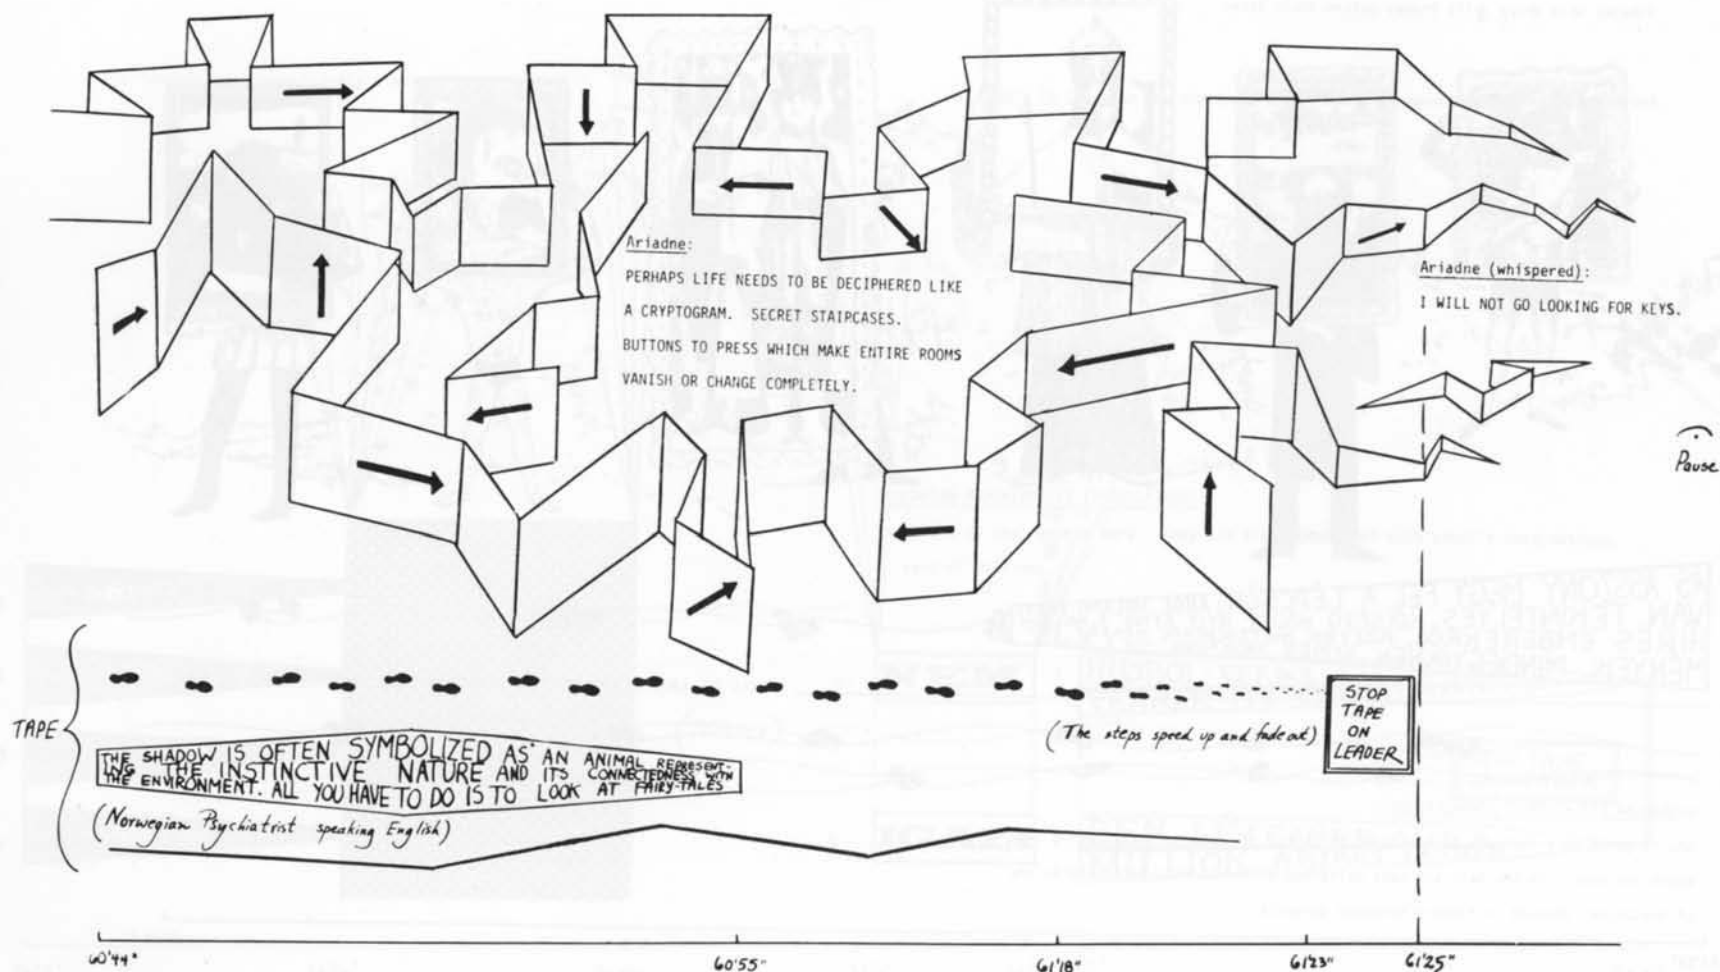 Ariadne:
PERHAPS LIFE NEEDS TO BE DECIPHERED LIKE
A CRYPTOGRAM. SECRET STAIRCASES.
BUTTONS TO PRESS WHICH MAKE ENTIRE ROOMS
VANISH OR CHANGE COMPLETELY.
Ariadne (whispered):
I WILL NOT GO LOOKING FOR KEYS.
Pause
TAPE
(The steps speed up and fade out)
STOP
TAPE
ON
LEADER
THE SHADOW IS OFTEN SYMBOLIZED AS AN ANIMAL REPRESENT-
ING THE INSTINCTIVE NATURE AND ITS CONNECTEDNESS WITH
THE ENVIRONMENT. ALL YOU HAVE TO DO IS TO LOOK AT FAIRY-TALES
(Norwegian Psychiatrist speaking English)
60'44" 60'55" 61'18" 61'23" 61'25"